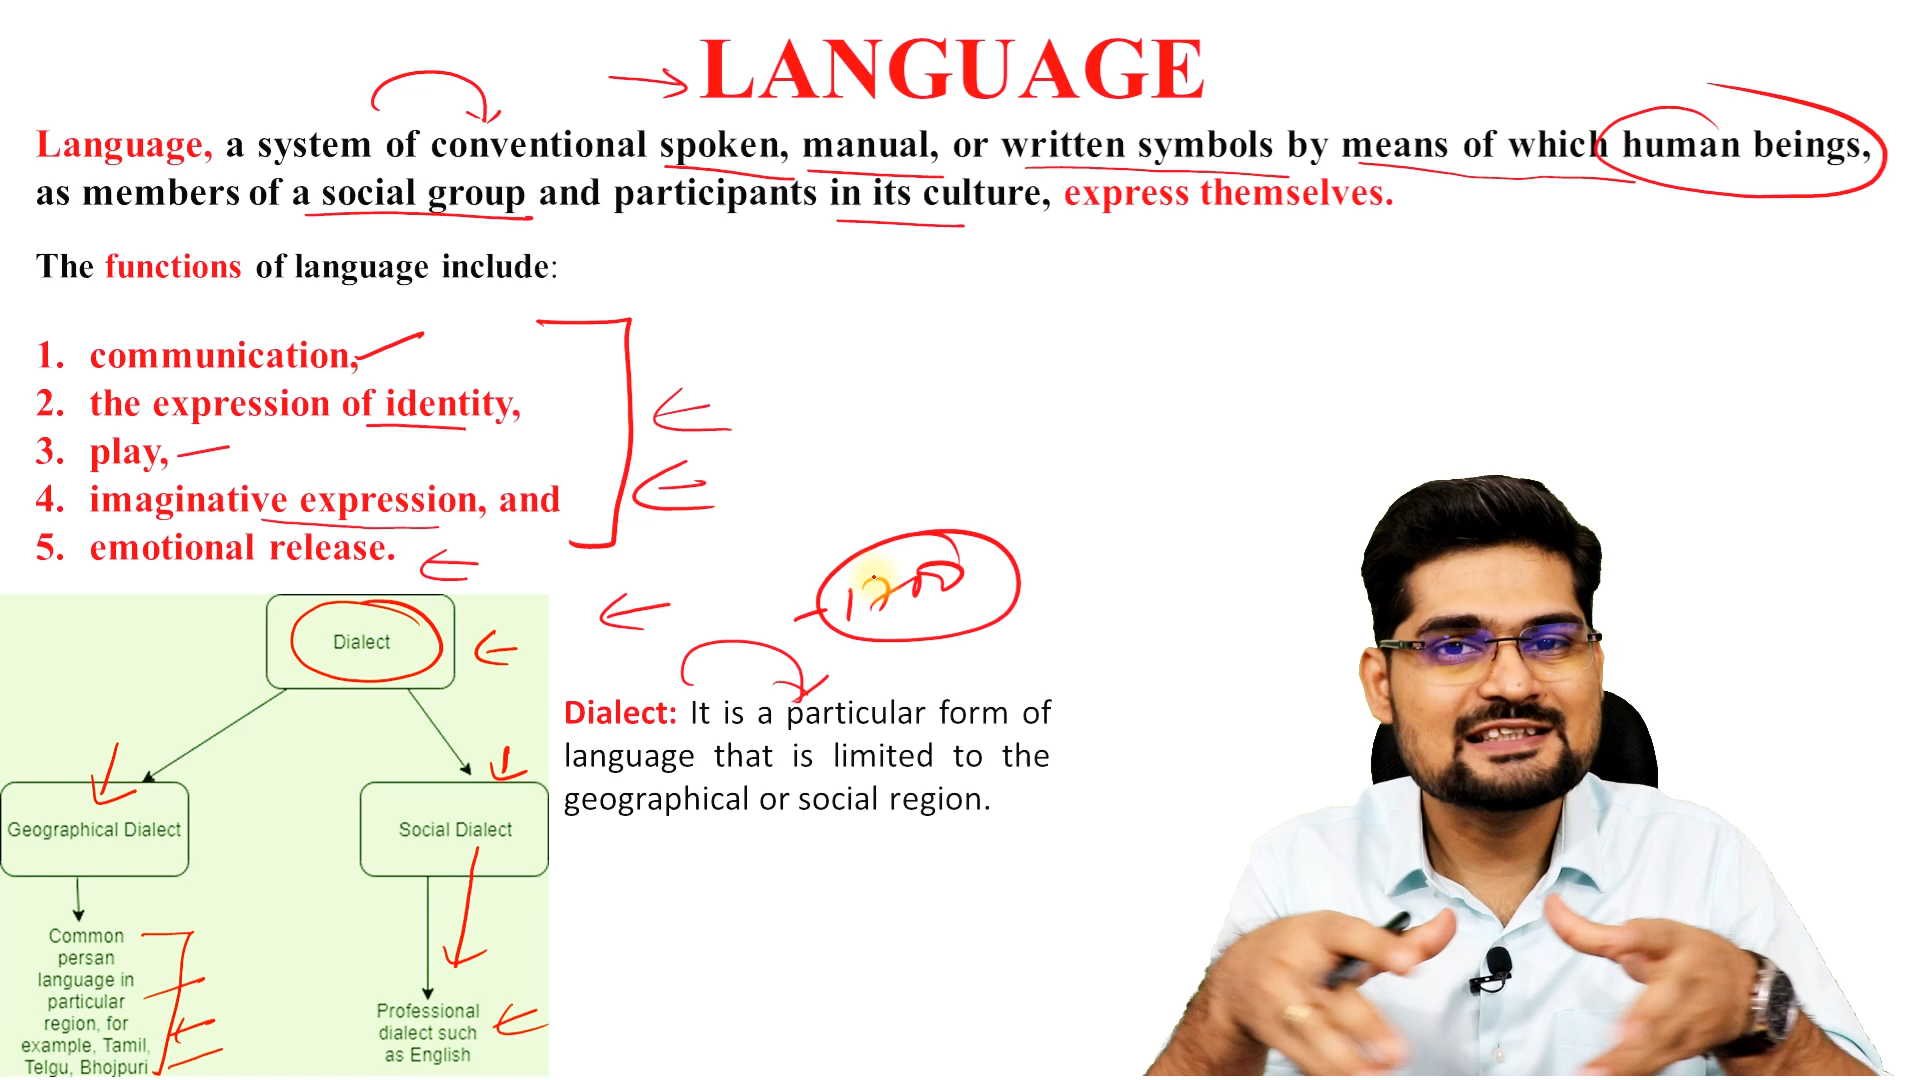 LANGUAGE
Language, a system of conventional spoken, manual, or written symbols by means of which human beings,
as members of a social group and participants in its culture, express themselves.
The functions of language include:
1. communication,
2. the expression of identity,
3. play,
4. imaginative expression, and
5. emotional release.
1200
Dialect
Geographical Dialect
Social Dialect
Common
persan
language in
particular
region, for
example, Tamil,
Telgu, Bhojpuri
Professional
dialect such
as English
Dialect: It is a particular form of
language that is limited to the
geographical or social region.